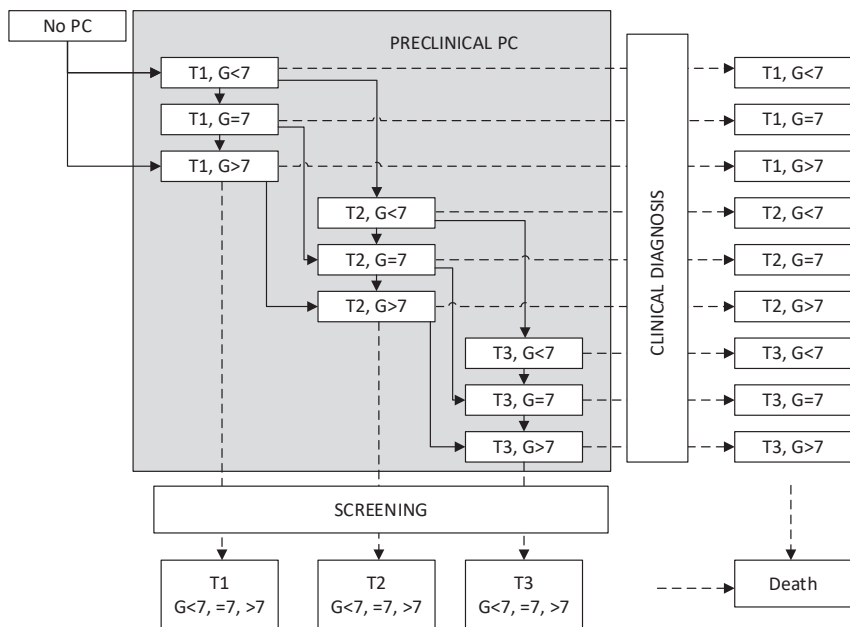 No PC
PRECLINICAL PC
T1, G<7
T1, G=7
T1, G>7
T2, G<7
T2, G=7
T2, G>7
T3, G<7
T3, G=7
T3, G>7
CLINICAL DIAGNOSIS
T1, G<7
T1, G=7
T1, G>7
T2, G<7
T2, G=7
T2, G>7
T3, G<7
T3, G=7
T3, G>7
SCREENING
T1
G<7, =7, >7
T2
G<7, =7, >7
T3
G<7, =7, >7
Death